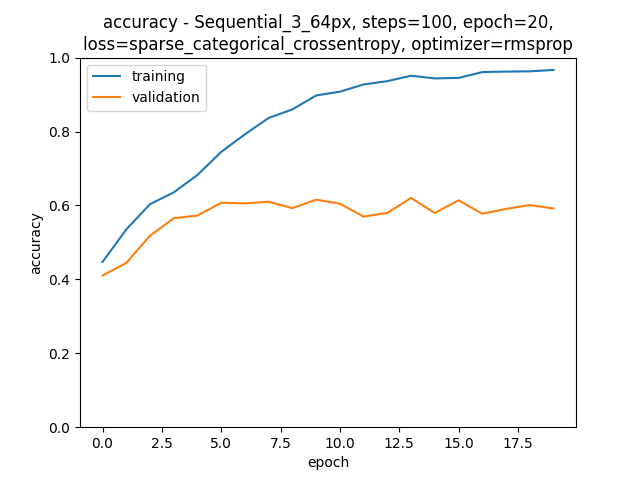 accuracy - Sequential_3_64px, steps=100, epoch=20,
loss=sparse_categorical_crossentropy, optimizer=rmsprop
training
validation
1.0
0.8
0.6
0.4
0.2
0.0
accuracy
0.0 2.5 5.0 7.5 10.0 12.5 15.0 17.5
epoch